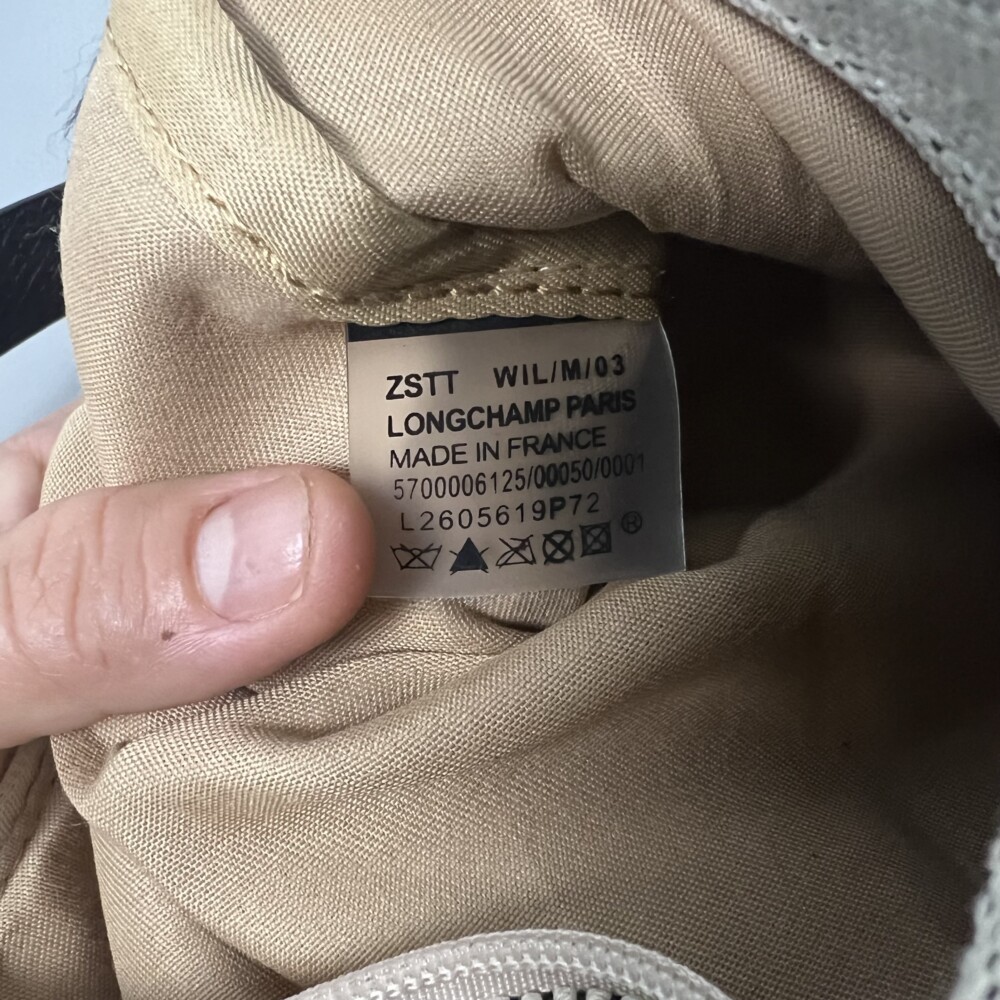 ZSTT WIL/M/03
LONGCHAMP PARIS
MADE IN FRANCE
5700006125/00050/0001
L2605619P72